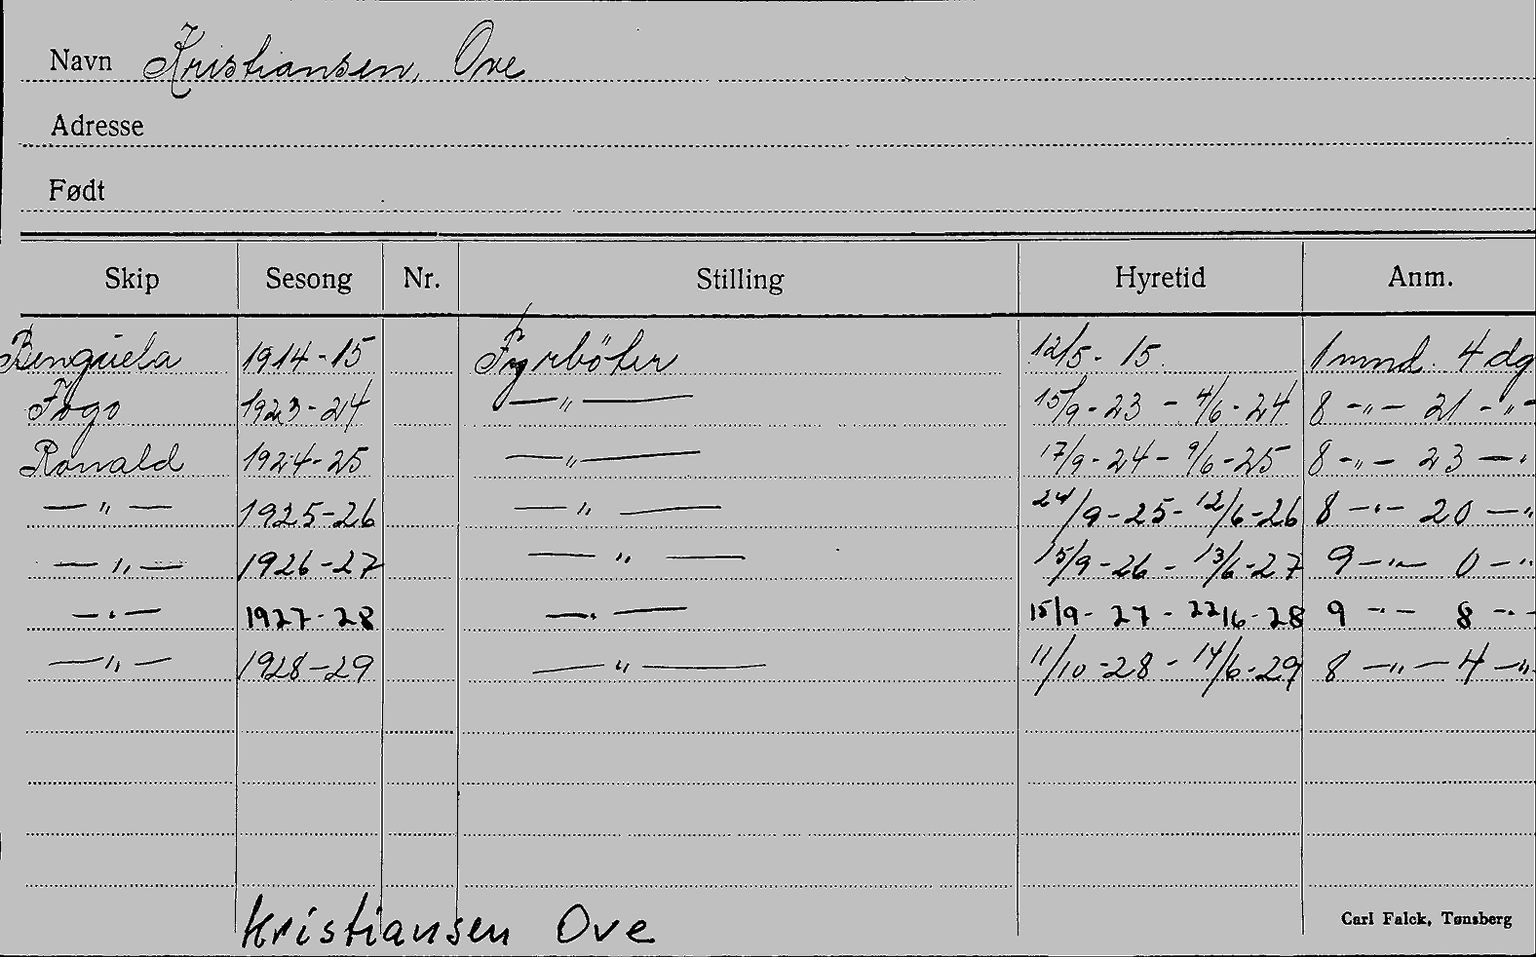 Navn Kristiansen, Ove
Adresse
Født
Skip Sesong Nr. Stilling Hyretid Anm.
Benguela 1914-15 Fyrböter 12/5-15. 1 mnd. 4 dg
Fogo 1923-24 —"— 15/9-23 - 4/6-24 8 -"- 21 -"-
Ronald 1924-25 —"— 17/9-24 - 9/6-25 8 -"- 23 -"
—"— 1925-26 —"— 24/9-25 - 12/6-26 8 -"- 20 -"
—"— 1926-27 —"— 15/9-26 - 13/6-27 9 -"- 0 -"
—"— 1927-28 —"— 15/9-27 - 22/6-28 9 -"- 8 -"-
—"— 1928-29 —"— 11/10-28 - 14/6-29 8 -"- 4 -"-
Kristiansen Ove
Carl Falck, Tønsberg